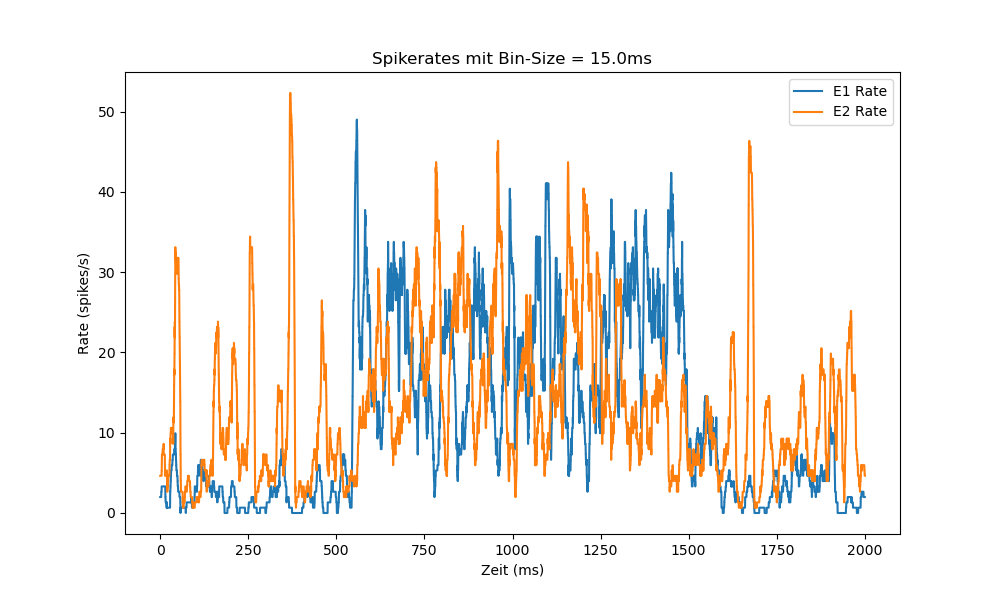 Spikerates mit Bin-Size = 15.0ms
E1 Rate
E2 Rate
Rate (spikes/s)
50
40
30
20
10
0
0 250 500 750 1000 1250 1500 1750 2000
Zeit (ms)